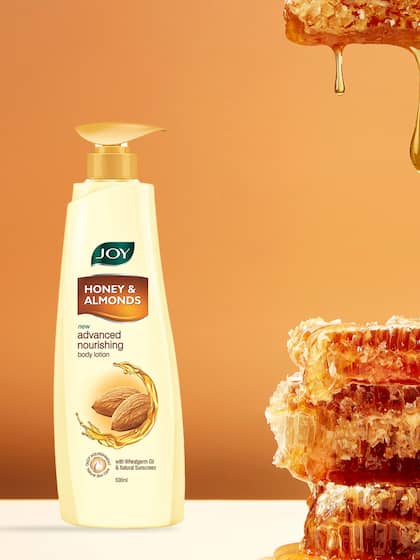 JOY
HONEY &
ALMONDS
new
advanced
nourishing
body lotion
with Wheatgerm Oil
& Natural Sunscreen
500ml